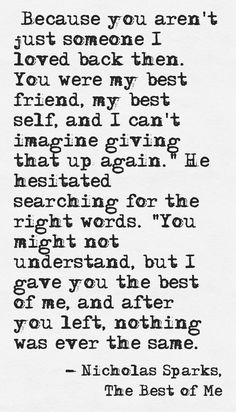 Because you aren't
just someone I
loved back then.
You were my best
friend, my best
self, and I can't
imagine giving
that up again." He
hesitated
searching for the
right words. "You
might not
understand, but I
gave you the best
of me, and after
you left, nothing
was ever the same.
— Nicholas Sparks,
The Best of Me